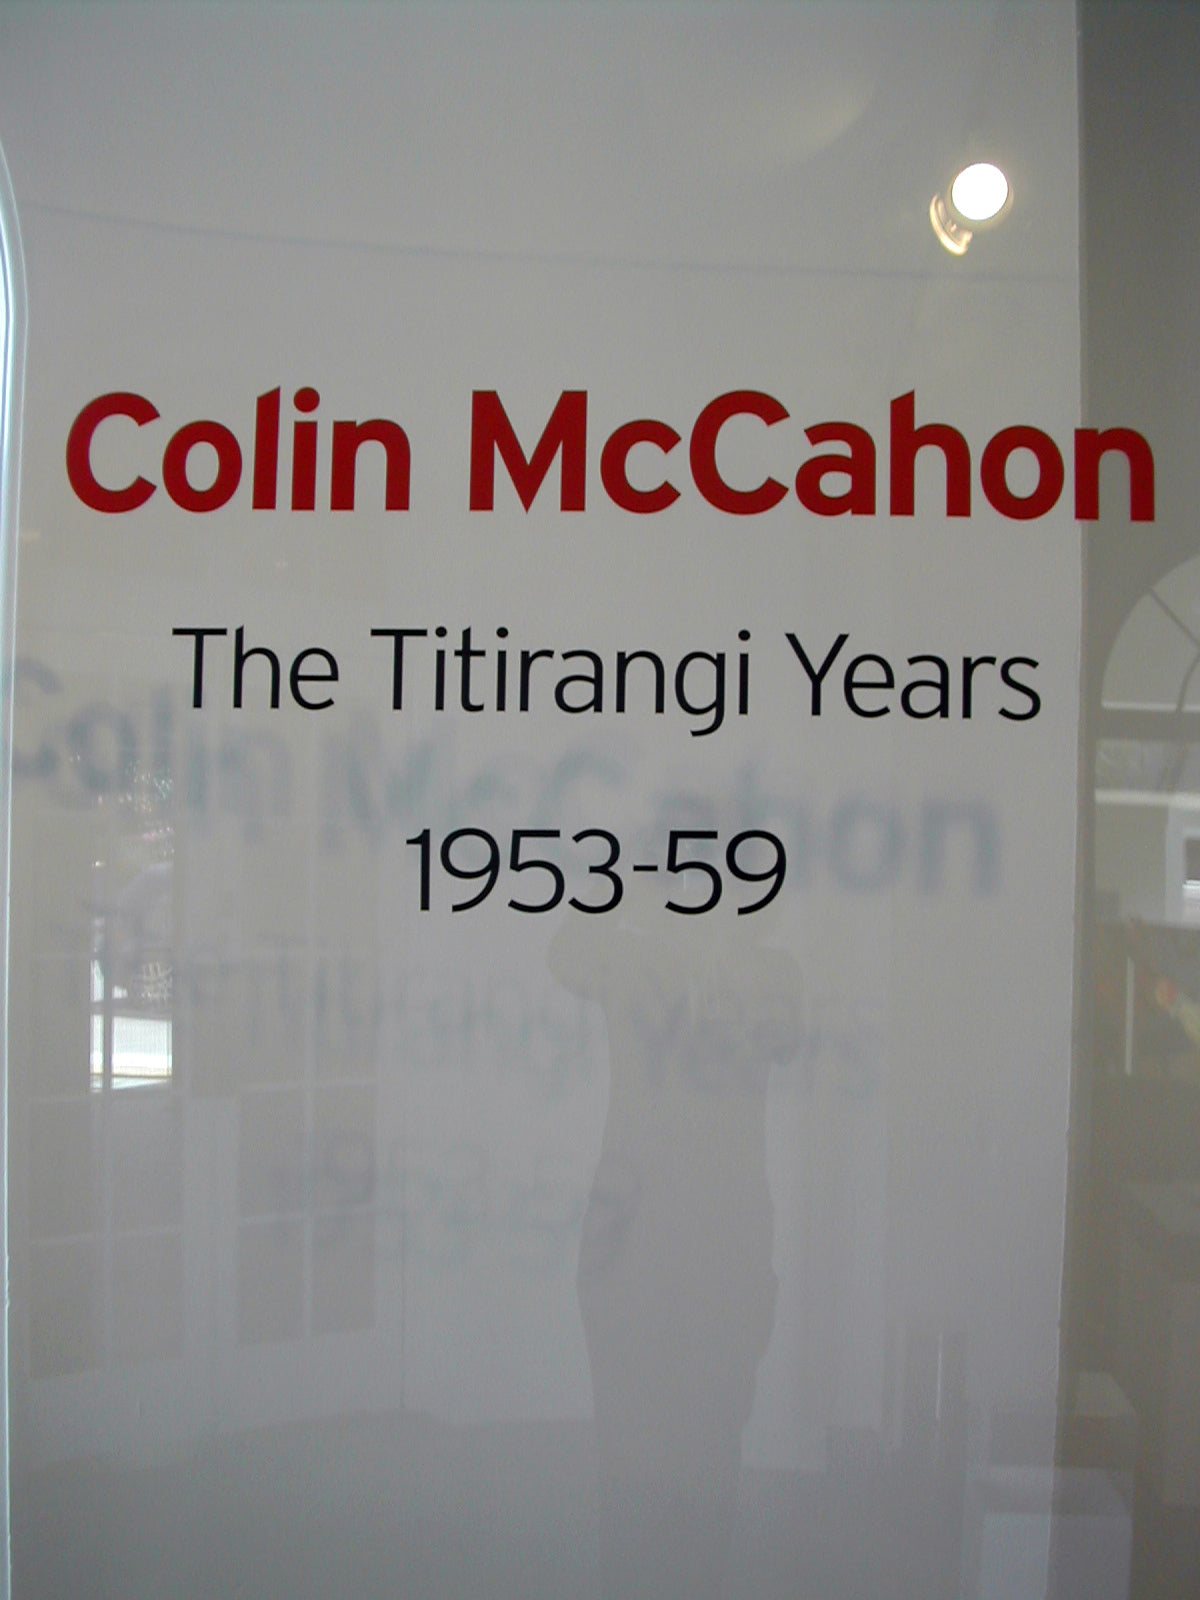 Colin McCahon
The Titirangi Years
1953-59